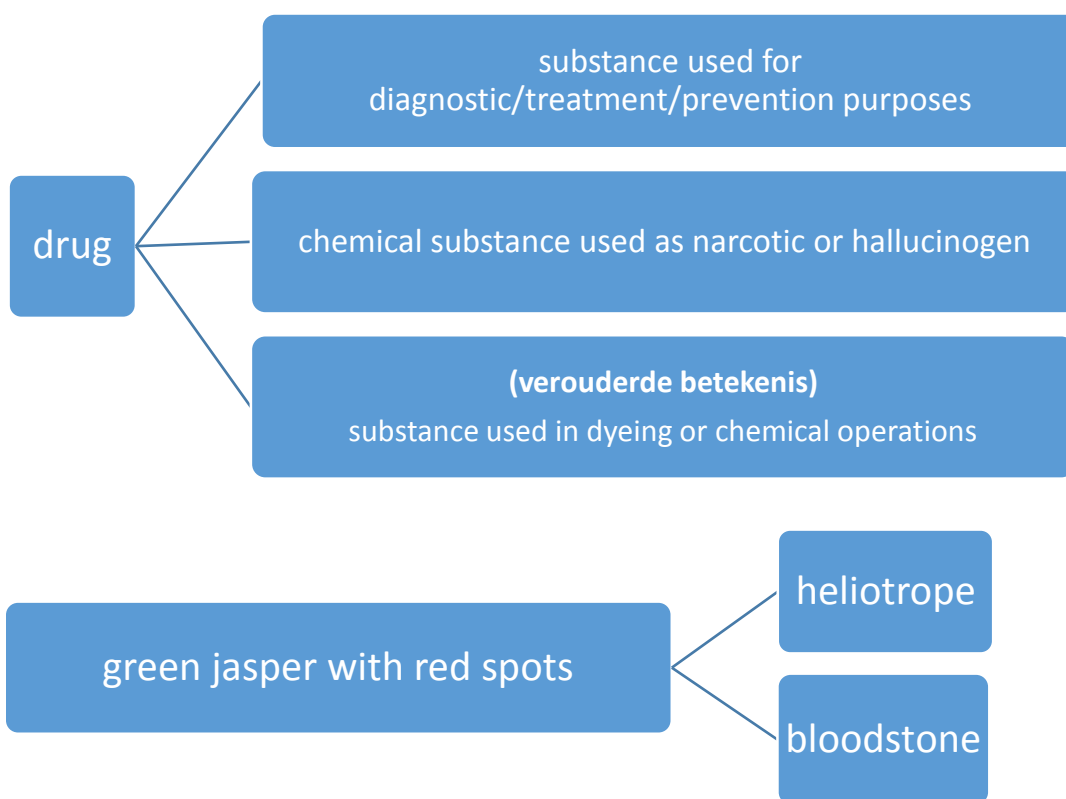 substance used for
diagnostic/treatment/prevention purposes
drug
chemical substance used as narcotic or hallucinogen
(verouderde betekenis)
substance used in dyeing or chemical operations
heliotrope
green jasper with red spots
bloodstone